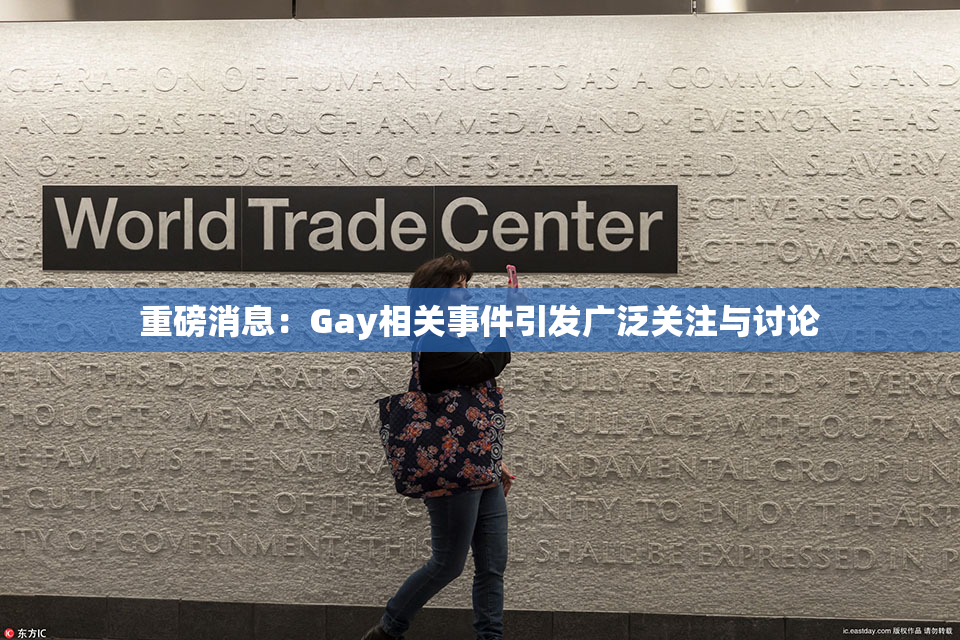 CLARATION OF HUMAN RIGHTS AS A COMMON STAND
AND IDEAS THROUGH ANY MEDIA AND EVERYONE HAS
OF THIS PLEDGE NO ONE SHALL BE HELD IN SLAVERY
World Trade Center
ECTIVE RECOGN
ACT TOWARDS O
重磅消息：Gay相关事件引发广泛关注与讨论
IN THIS DECLARATION FULLY REALIZED EVERYO
THOUGHT MEN AND OF FULL AGE WITHO
E FAMILY IS THE NATURA FUNDAMENTAL GROUP
E CULTURAL LIFE OF THE UNITY, TO ENJOY THE ART
TY OF GOVERNMENT; THIS SHALL BE EXPRESSED IN P
东方IC
ic.eastday.com 版权作品 请勿转载